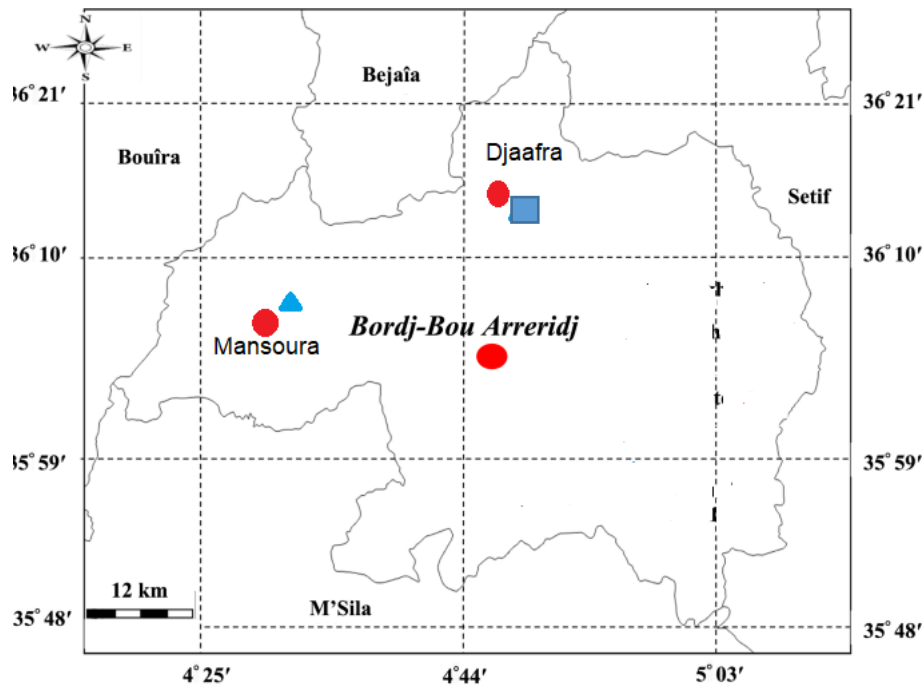 N
W E
S
Bejaîa
36˚21′ 36˚21′
Bouîra
Djaafra
Setif
36˚10′ 36˚10′
Bordj-Bou Arreridj
Mansoura
35˚59′ 35˚59′
12 km
M'Sila
35˚48′ 35˚48′
4˚25′ 4˚44′ 5˚03′